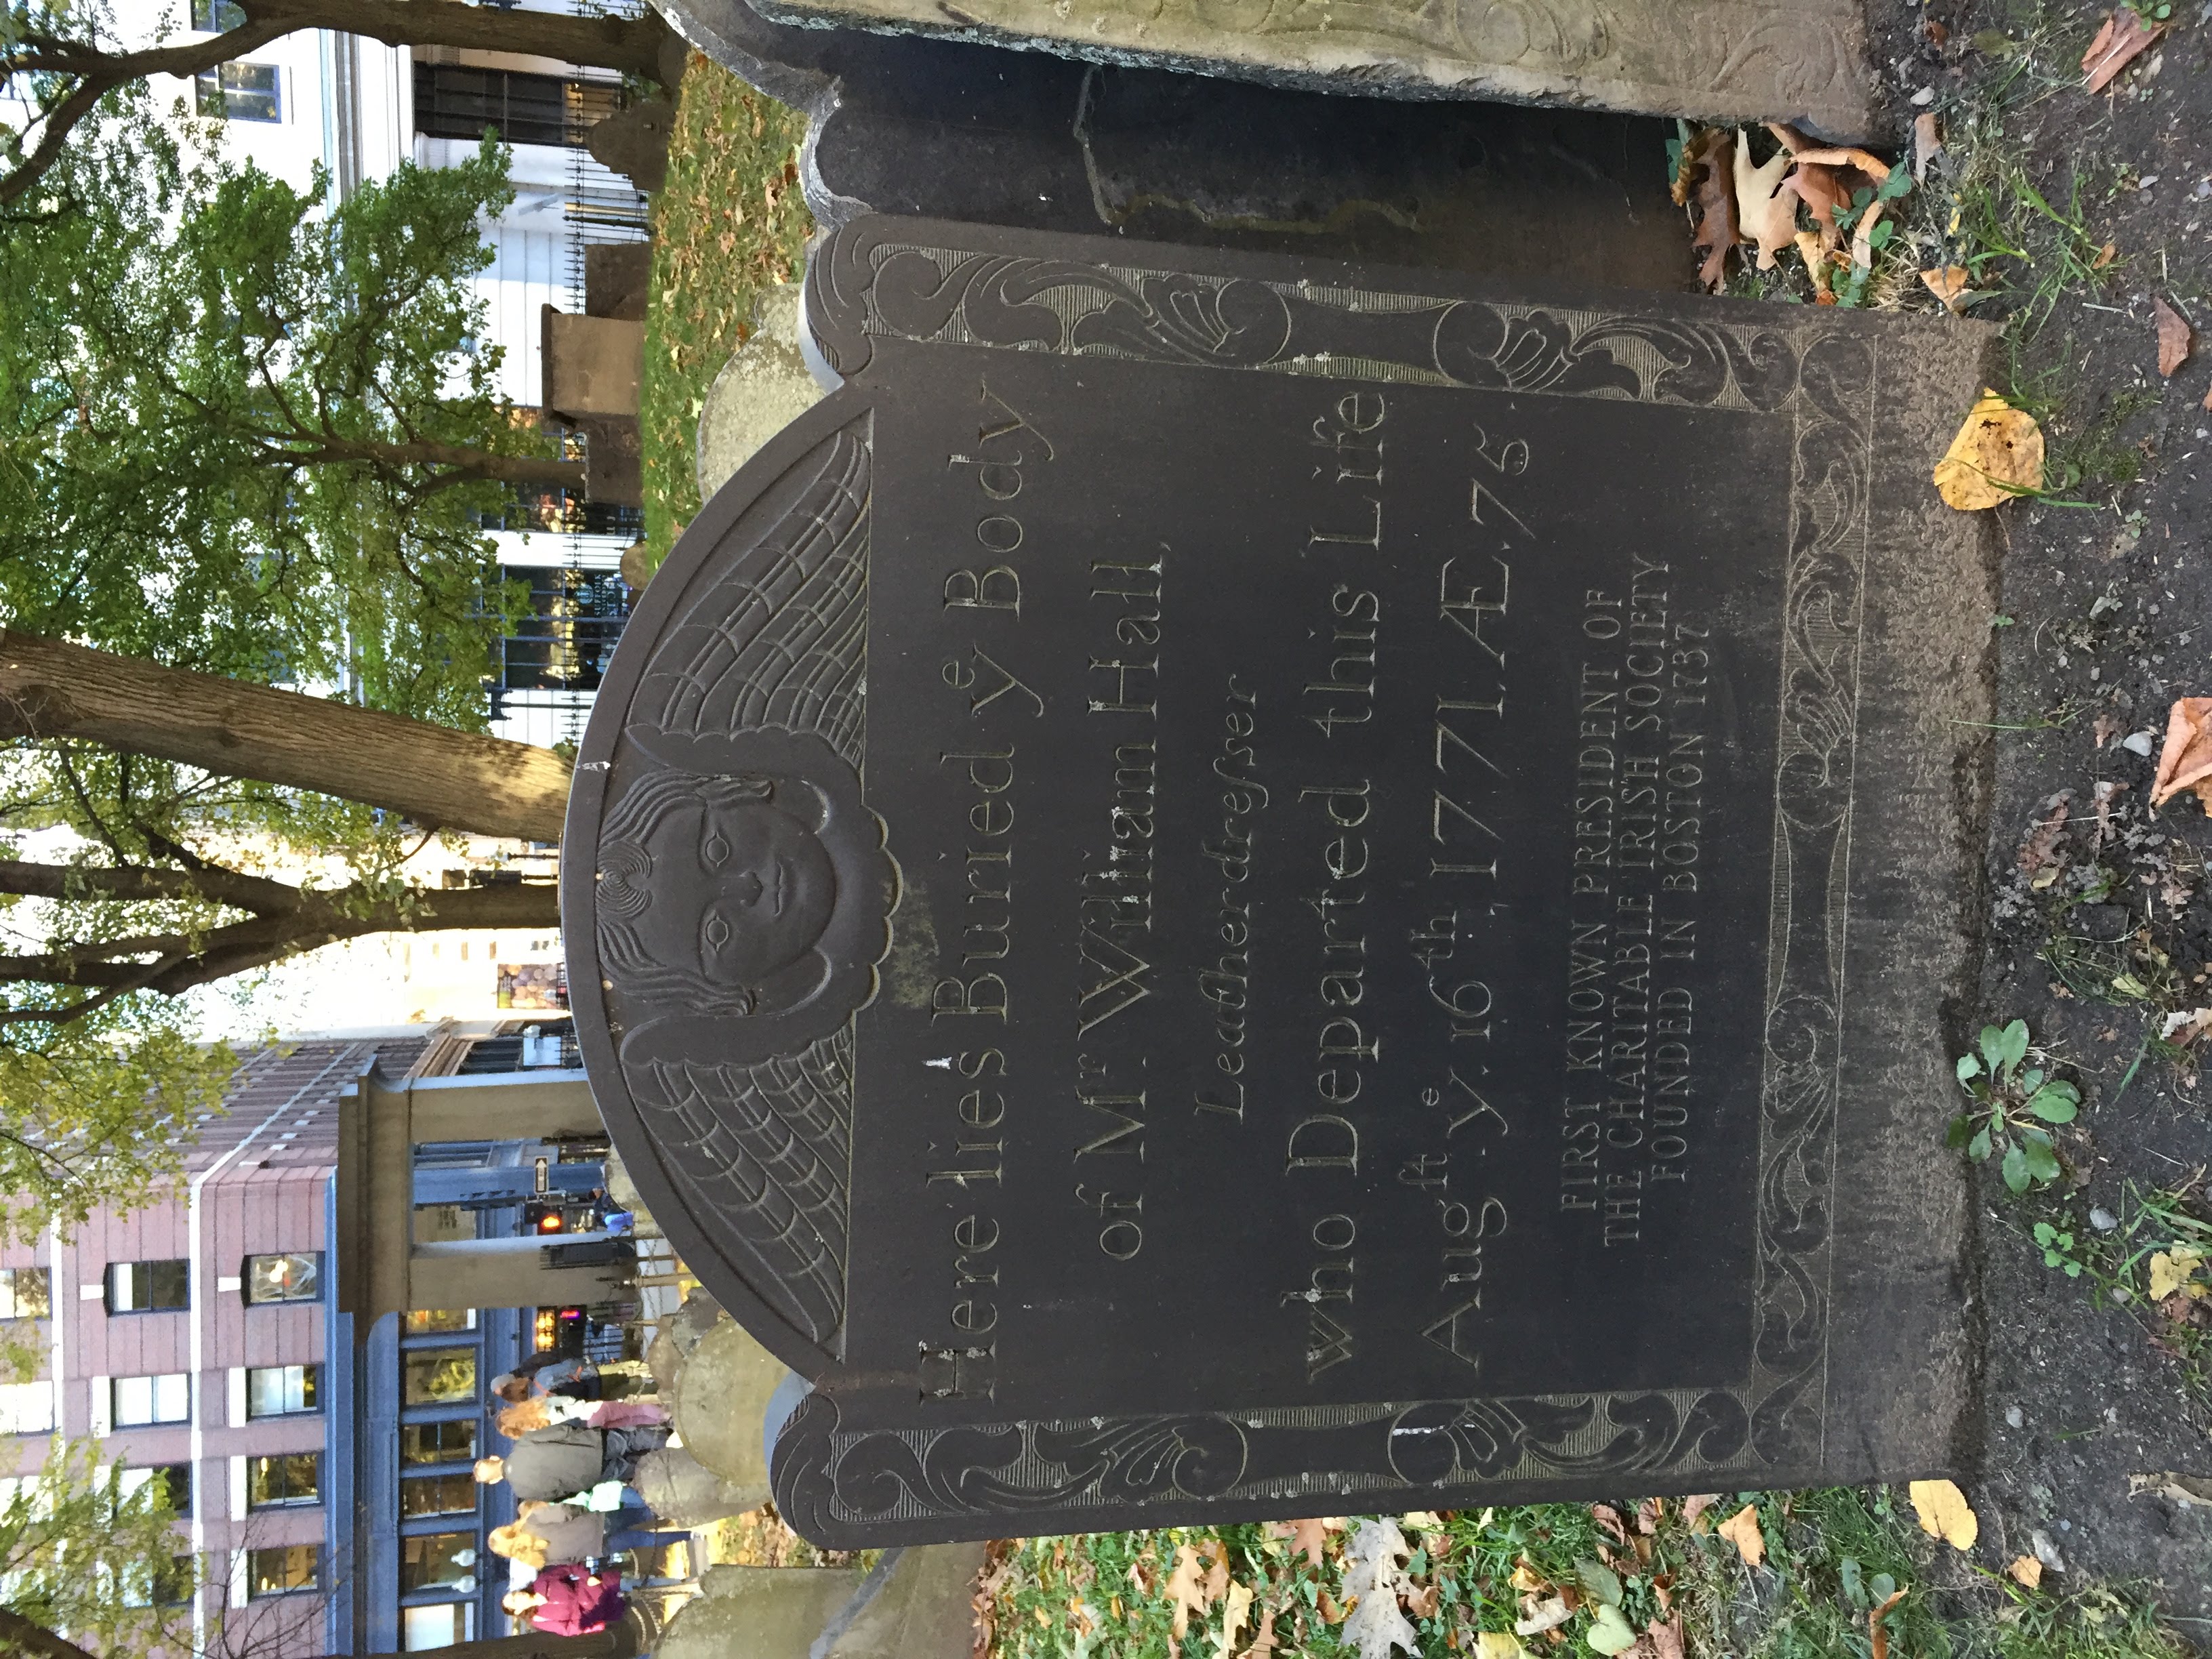 Here lies Buried yᵉ Body
of Mʳ. William Hall,
Leatherdreſser
who Departed this Life
Augˢᵗ yᵉ. 16ᵗʰ, 1771 Æ. 76.
FIRST KNOWN PRESIDENT OF
THE CHARITABLE IRISH SOCIETY
FOUNDED IN BOSTON 1737